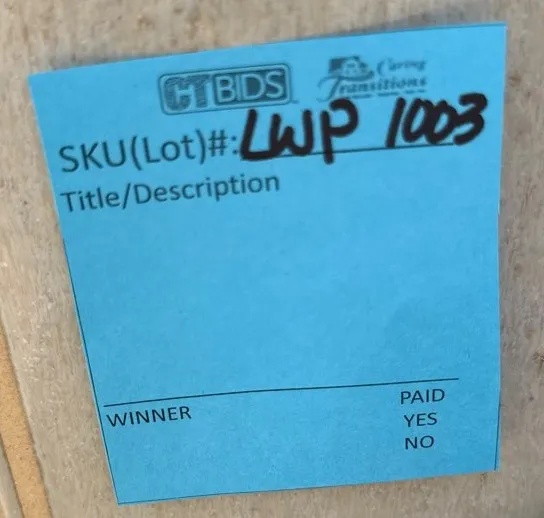 CTBIDS
Caring
Transitions
SKU(Lot)#: LWP 1003
Title/Description
WINNER PAID
YES
NO